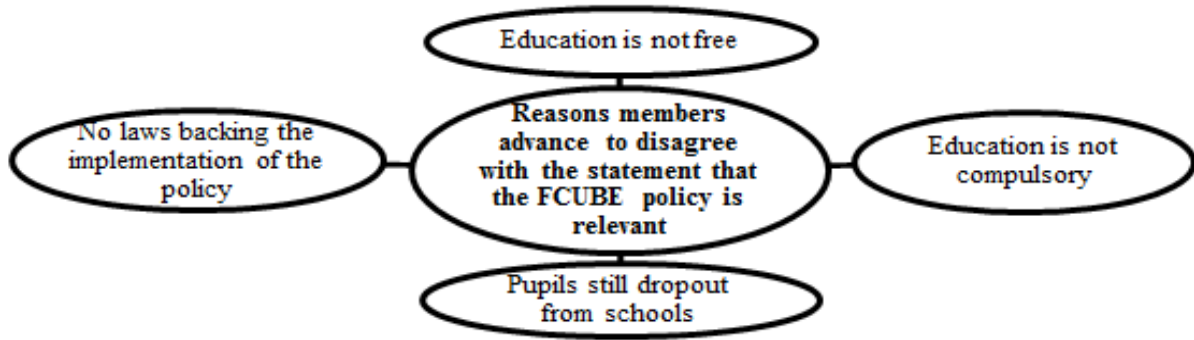 Education is not free
Reasons members
advance to disagree
with the statement that
the FCUBE policy is
relevant
No laws backing the
implementation of the
policy
Education is not
compulsory
Pupils still dropout
from schools